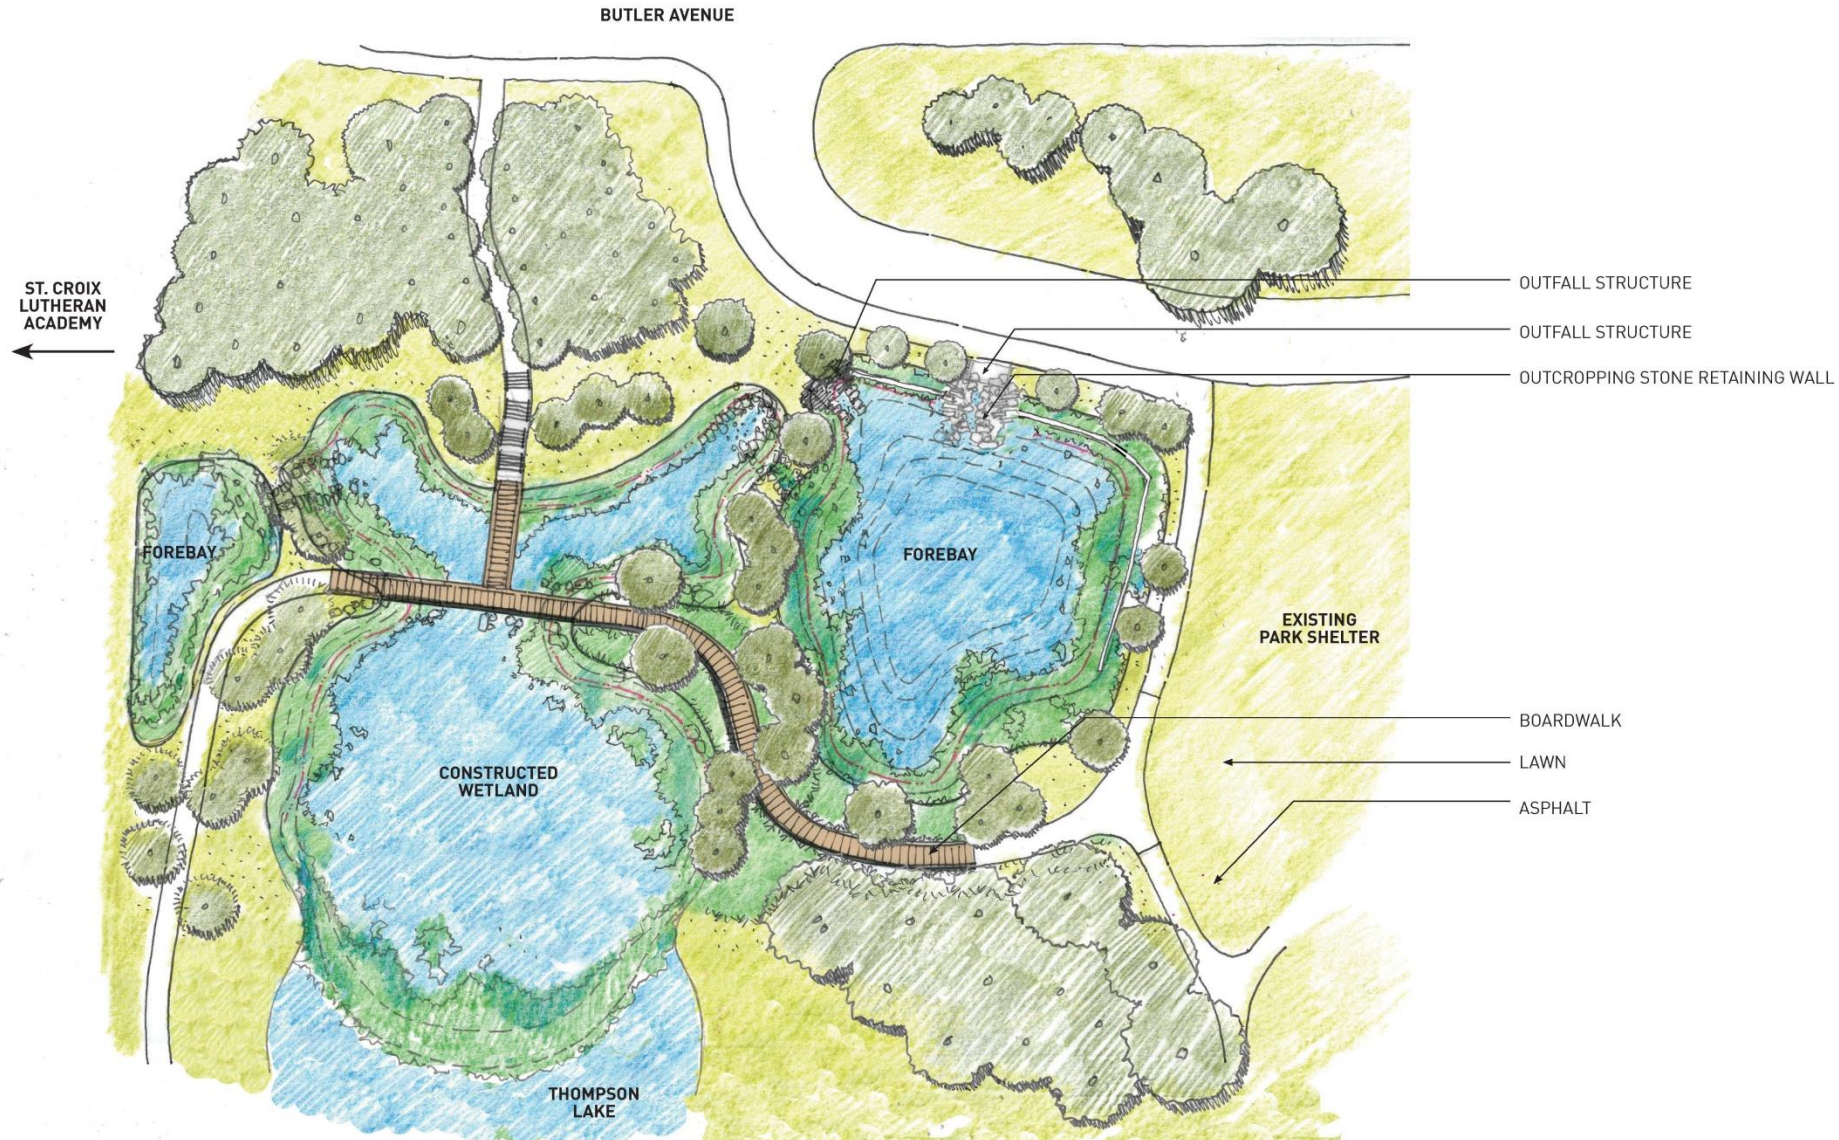 BUTLER AVENUE
ST. CROIX
LUTHERAN
ACADEMY
OUTFALL STRUCTURE
OUTFALL STRUCTURE
OUTCROPPING STONE RETAINING WALL
FOREBAY
FOREBAY
EXISTING
PARK SHELTER
BOARDWALK
LAWN
CONSTRUCTED
WETLAND
ASPHALT
THOMPSON
LAKE